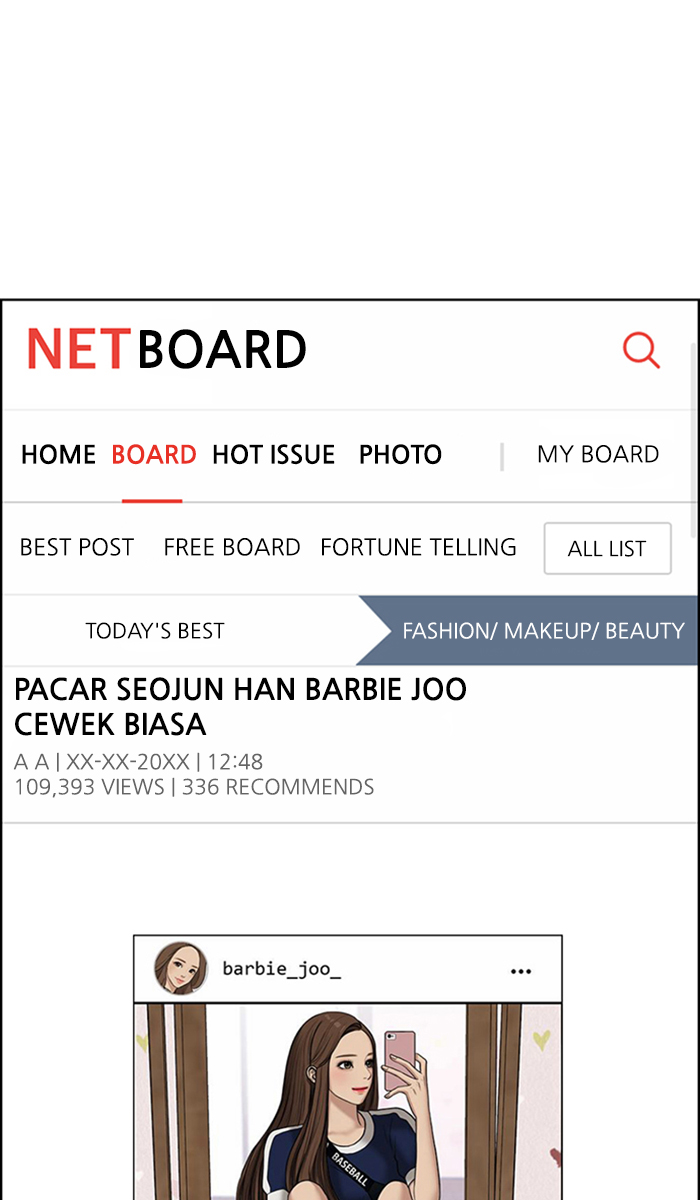 NETBOARD
HOME BOARD HOT ISSUE PHOTO | MY BOARD
BEST POST FREE BOARD FORTUNE TELLING ALL LIST
TODAY'S BEST FASHION/ MAKEUP/ BEAUTY
PACAR SEOJUN HAN BARBIE JOO
CEWEK BIASA
A A | XX-XX-20XX | 12:48
109,393 VIEWS | 336 RECOMMENDS
barbie_joo_
BASEBALL